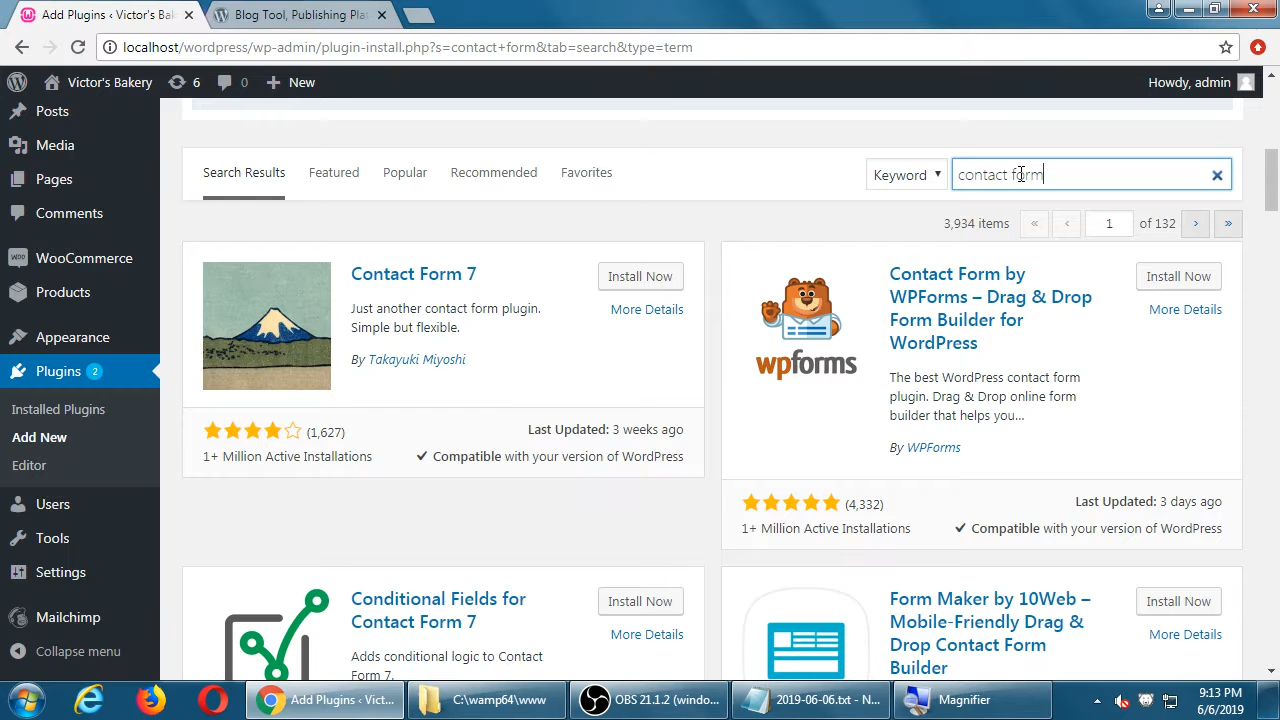 Add Plugins ‹ Victor's Bak
Blog Tool, Publishing Pla
localhost/wordpress/wp-admin/plugin-install.php?s=contact+form&tab=search&type=term
Victor's Bakery
6
0
New
Howdy, admin
Posts
Media
Pages
Comments
WooCommerce
Products
Appearance
Plugins 2
Installed Plugins
Add New
Editor
Users
Tools
Settings
Mailchimp
Collapse menu
Search Results
Featured
Popular
Recommended
Favorites
Keyword
contact form
3,934 items
«
‹
1
of 132
›
»
Contact Form 7
Install Now
More Details
Just another contact form plugin.
Simple but flexible.
By Takayuki Miyoshi
(1,627)
Last Updated: 3 weeks ago
1+ Million Active Installations
Compatible with your version of WordPress
wpforms
Contact Form by
WPForms – Drag & Drop
Form Builder for
WordPress
Install Now
More Details
The best WordPress contact form
plugin. Drag & Drop online form
builder that helps you...
By WPForms
(4,332)
Last Updated: 3 days ago
1+ Million Active Installations
Compatible with your version of WordPress
Conditional Fields for
Contact Form 7
Install Now
More Details
Adds conditional logic to Contact
Form 7.
Form Maker by 10Web –
Mobile-Friendly Drag &
Drop Contact Form
Builder
Install Now
More Details
Add Plugins ‹ Vict...
C:\wamp64\www
OBS 21.1.2 (windo...
2019-06-06.txt - N...
Magnifier
9:13 PM
6/6/2019